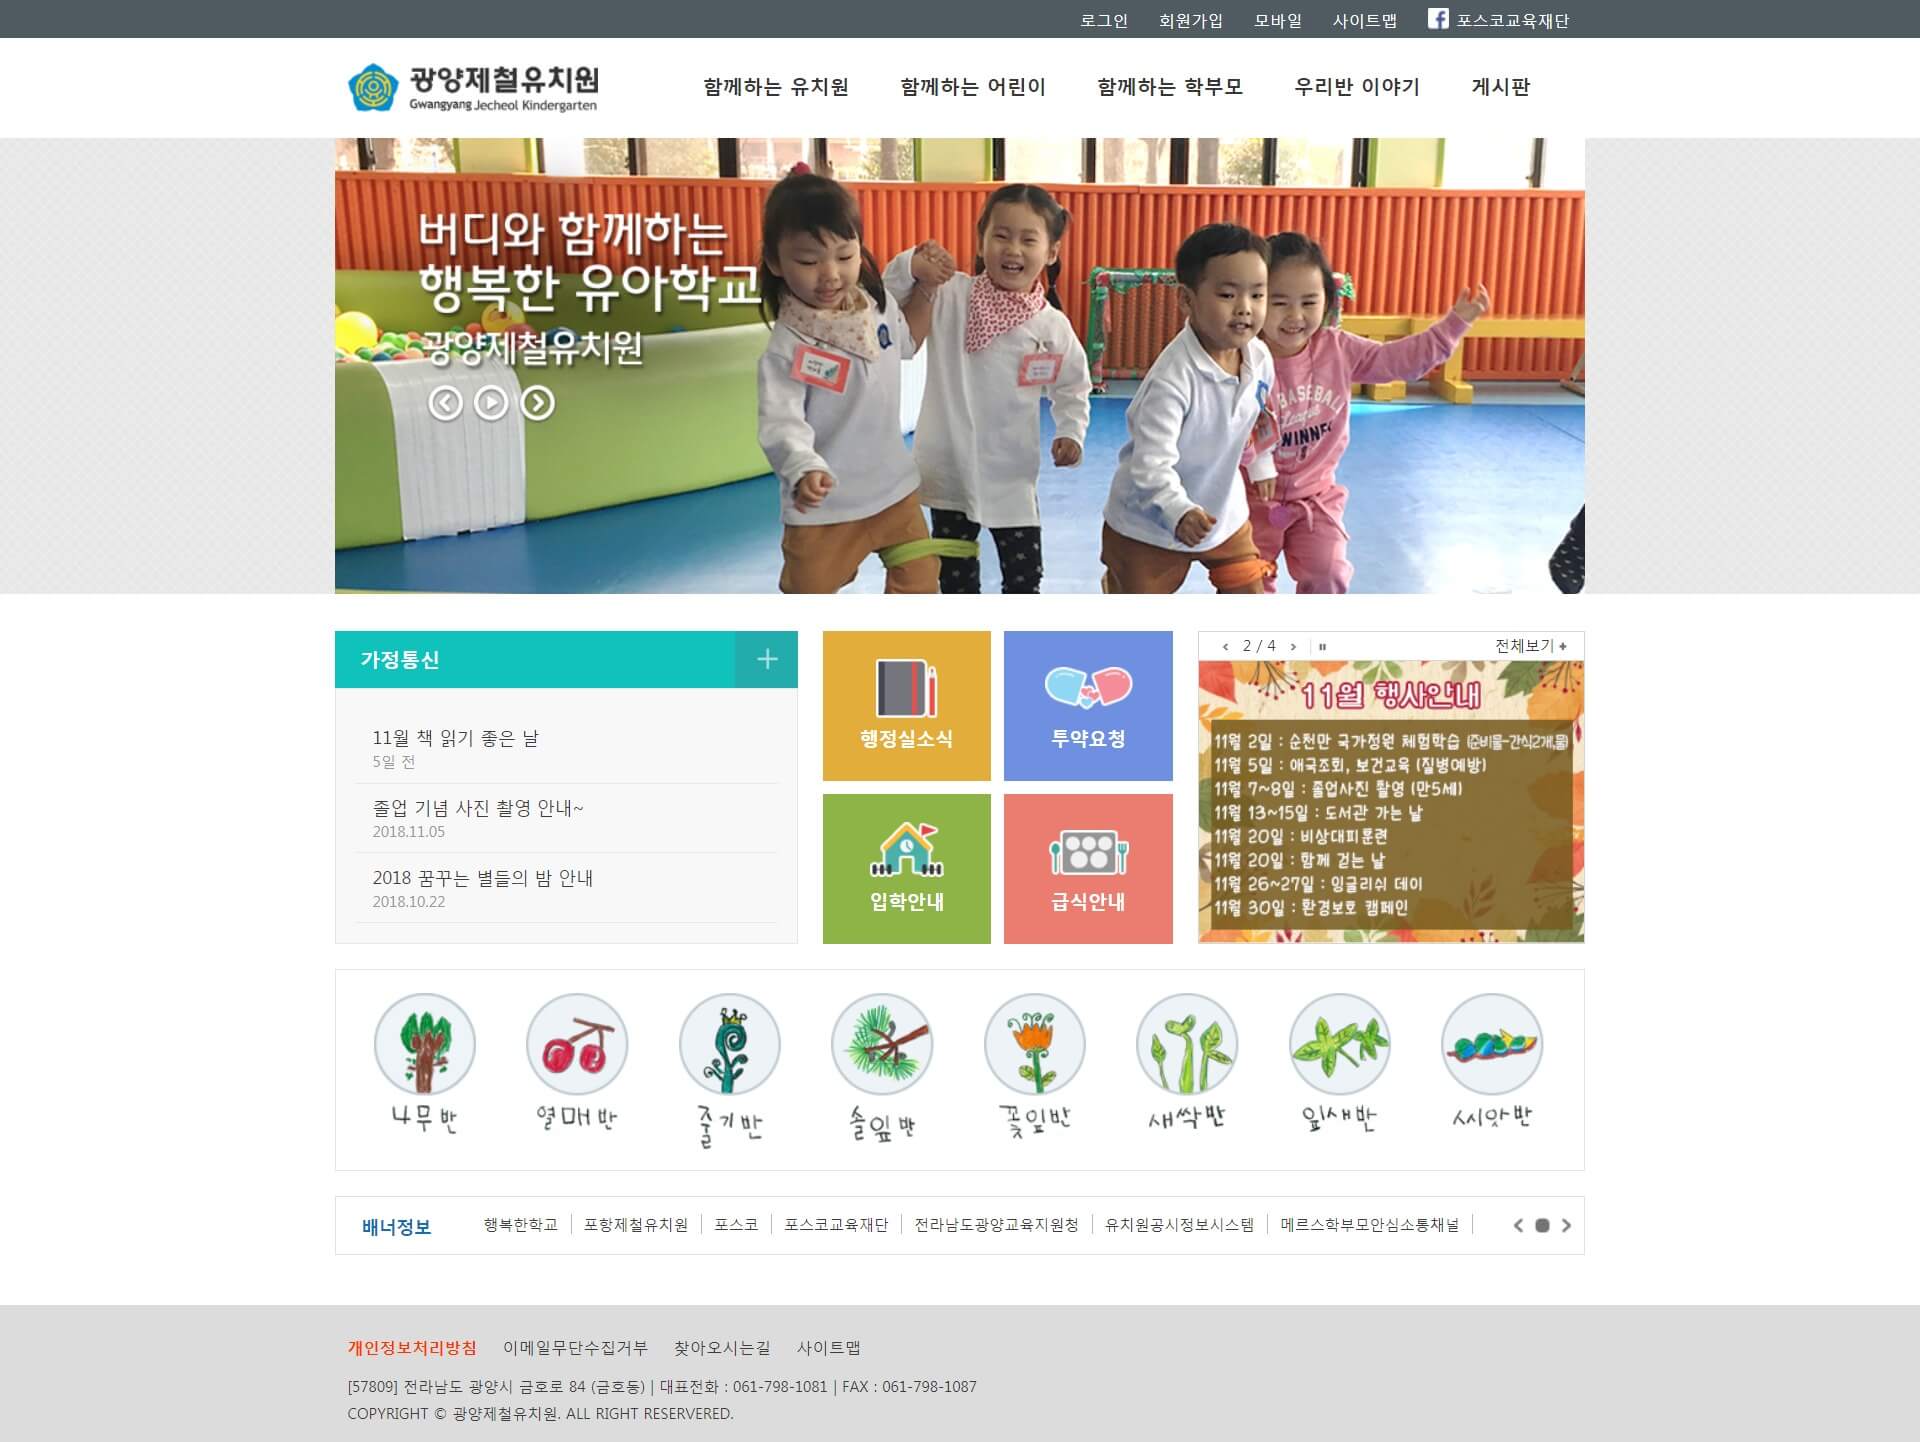 로그인 회원가입 모바일 사이트맵 포스코교육재단
광양제철유치원
Gwangyang Jecheol Kindergarten
함께하는 유치원 함께하는 어린이 함께하는 학부모 우리반 이야기 게시판
버디와 함께하는
행복한 유아학교
광양제철유치원
BASEBALL
League
WINNER
가정통신
11월 책 읽기 좋은 날
5일 전
졸업 기념 사진 촬영 안내~
2018.11.05
2018 꿈꾸는 별들의 밤 안내
2018.10.22
행정실소식
투약요청
입학안내
급식안내
2 / 4 전체보기
11월 행사안내
11월 2일 : 순천만 국가정원 체험학습 (준비물-간식2개,물)
11월 5일 : 애국조회, 보건교육 (질병예방)
11월 7~8일 : 졸업사진 촬영 (만5세)
11월 13~15일 : 도서관 가는 날
11월 20일 : 비상대피훈련
11월 20일 : 함께 걷는 날
11월 26~27일 : 잉글리쉬 데이
11월 30일 : 환경보호 캠페인
나무반 열매반 줄기반 솔잎반 꽃잎반 새싹반 잎새반 씨앗반
배너정보 행복한학교 포항제철유치원 포스코 포스코교육재단 전라남도광양교육지원청 유치원공시정보시스템 메르스학부모안심소통채널
개인정보처리방침 이메일무단수집거부 찾아오시는길 사이트맵
[57809] 전라남도 광양시 금호로 84 (금호동) | 대표전화 : 061-798-1081 | FAX : 061-798-1087
COPYRIGHT © 광양제철유치원. ALL RIGHT RESERVERED.